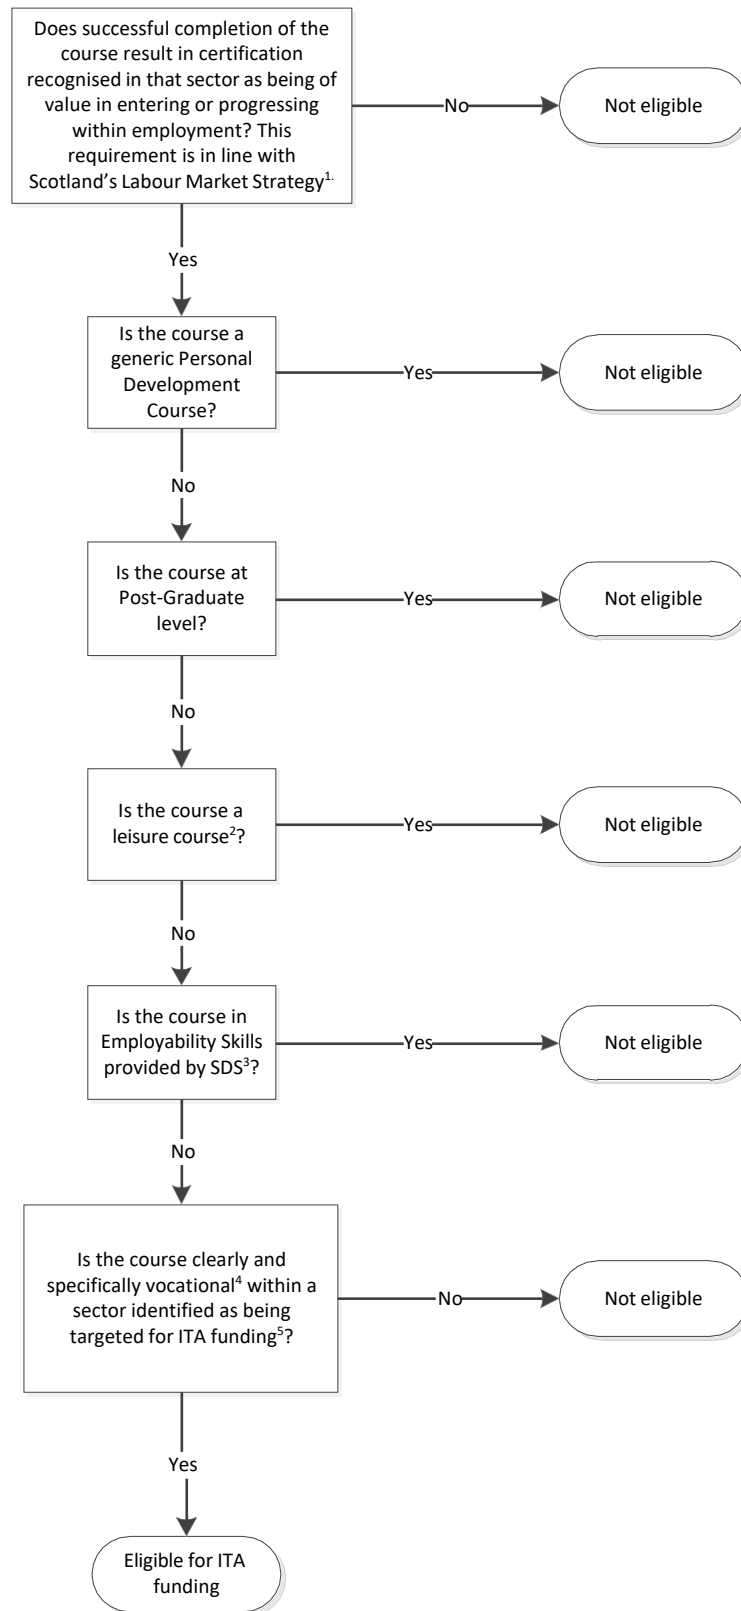 Does successful completion of the
course result in certification
recognised in that sector as being of
value in entering or progressing
within employment? This
requirement is in line with
Scotland’s Labour Market Strategy1.
No
Not eligible
Yes
Is the course a
generic Personal
Development
Course?
Yes
Not eligible
No
Is the course at
Post-Graduate
level?
Yes
Not eligible
No
Is the course a
leisure course2?
Yes
Not eligible
No
Is the course in
Employability Skills
provided by SDS3?
Yes
Not eligible
No
Is the course clearly and
specifically vocational4 within a
sector identified as being
targeted for ITA funding5?
No
Not eligible
Yes
Eligible for ITA
funding